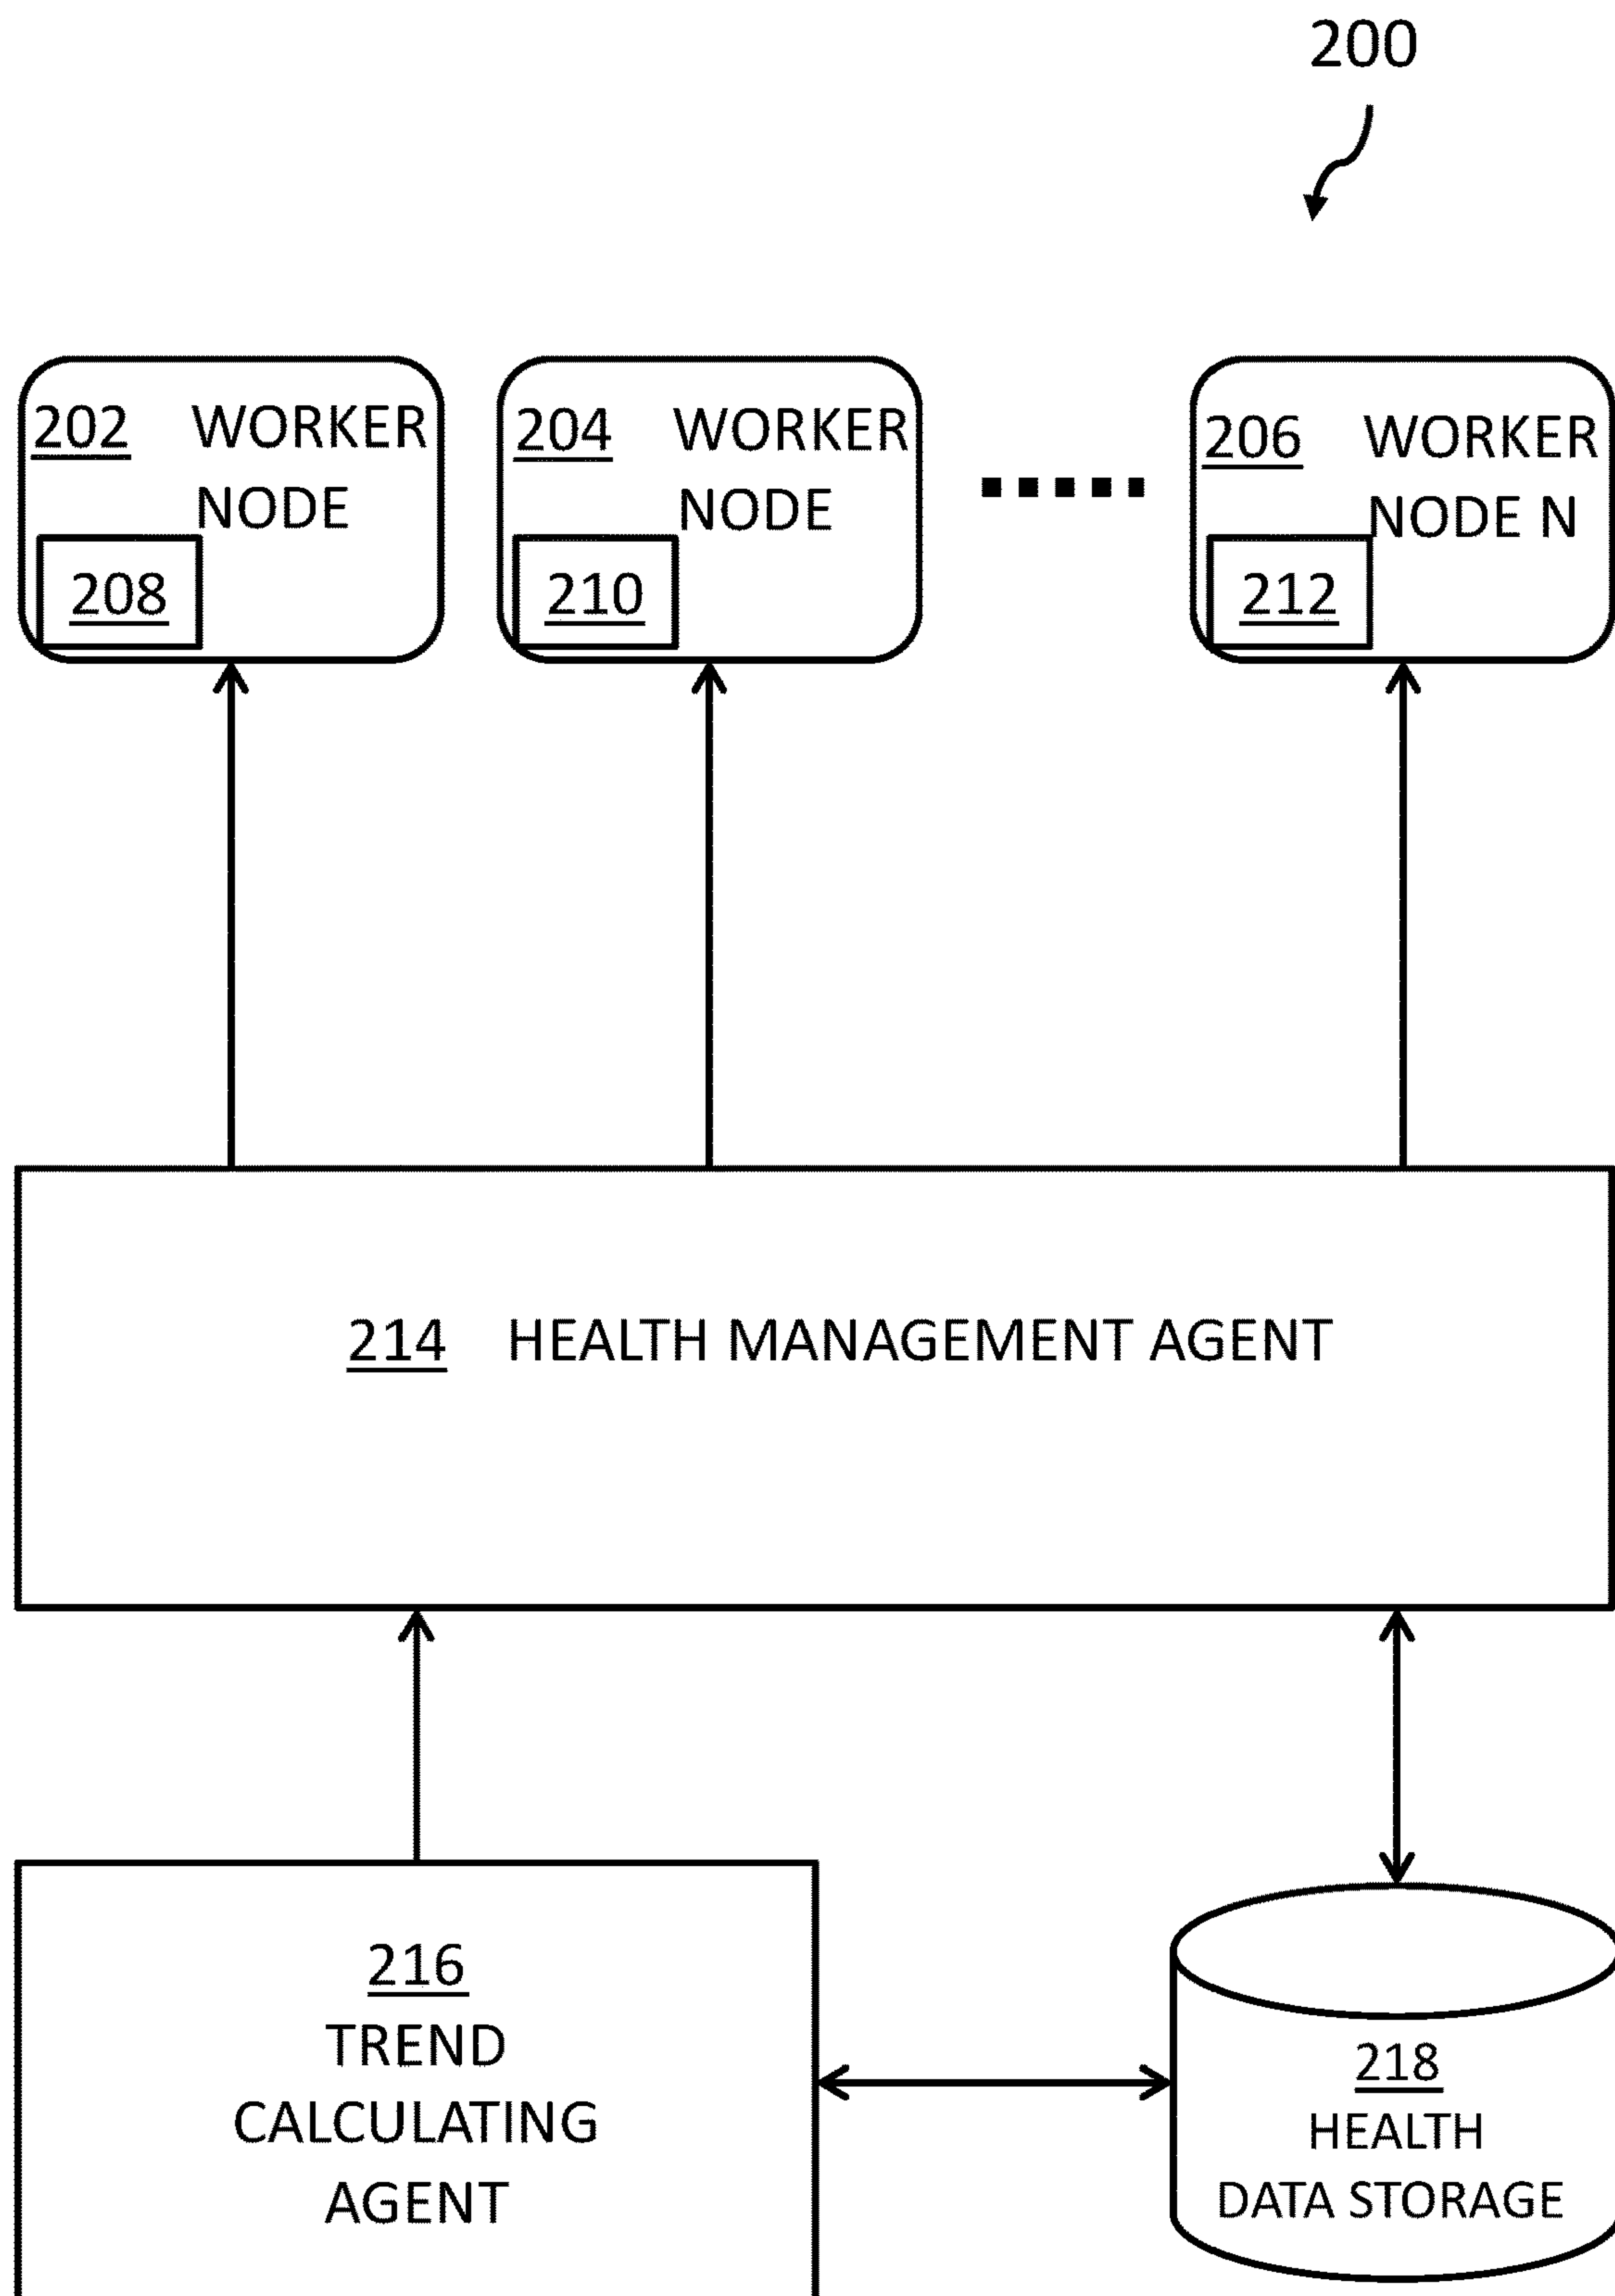 200
202 WORKER
NODE
208
204 WORKER
NODE
210
206 WORKER
NODE N
212
214 HEALTH MANAGEMENT AGENT
216
TREND
CALCULATING
AGENT
218
HEALTH
DATA STORAGE